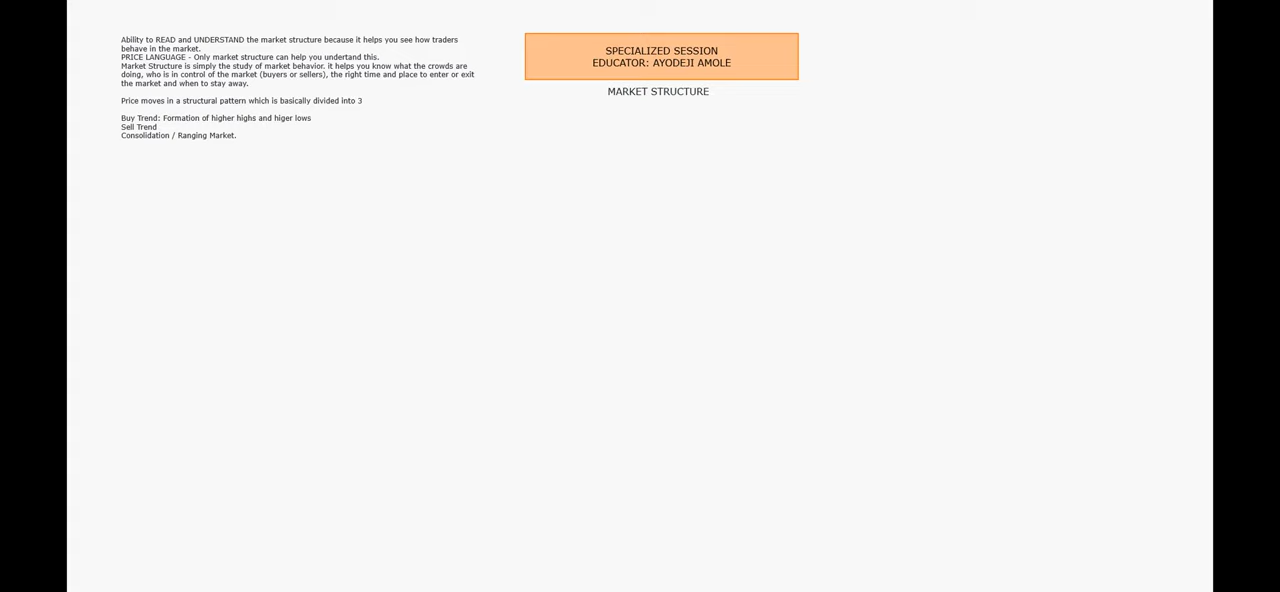 Ability to READ and UNDERSTAND the market structure because it helps you see how traders
behave in the market.
PRICE LANGUAGE - Only market structure can help you undertand this.
Market Structure is simply the study of market behavior. it helps you know what the crowds are
doing, who is in control of the market (buyers or sellers), the right time and place to enter or exit
the market and when to stay away.
Price moves in a structural pattern which is basically divided into 3
Buy Trend: Formation of higher highs and higer lows
Sell Trend
Consolidation / Ranging Market.
SPECIALIZED SESSION
EDUCATOR: AYODEJI AMOLE
MARKET STRUCTURE